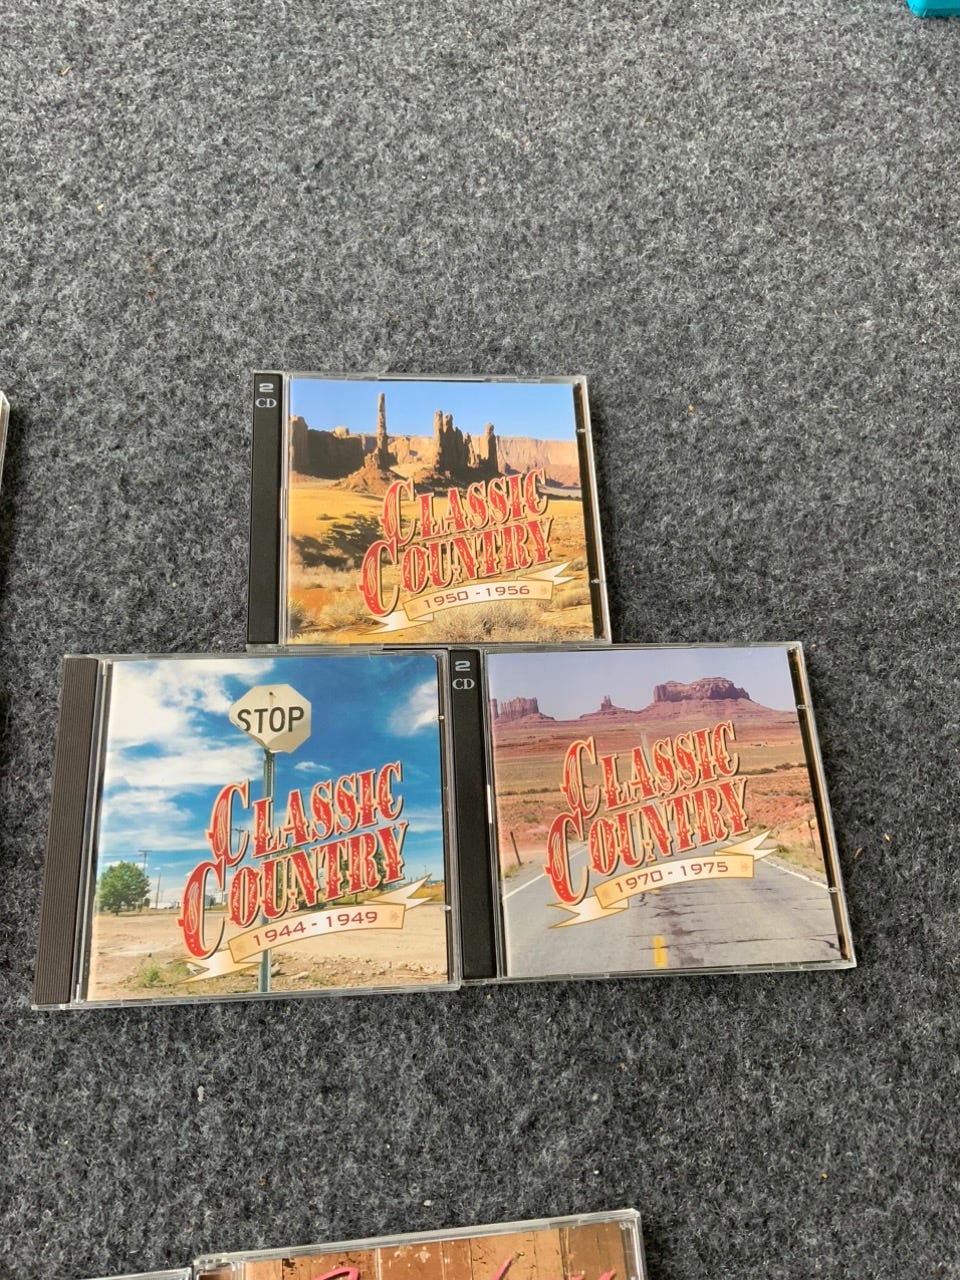 2
CD
CLASSIC
COUNTRY
1950 - 1956
STOP
CLASSIC
COUNTRY
1944 - 1949
2
CD
CLASSIC
COUNTRY
1970 - 1975